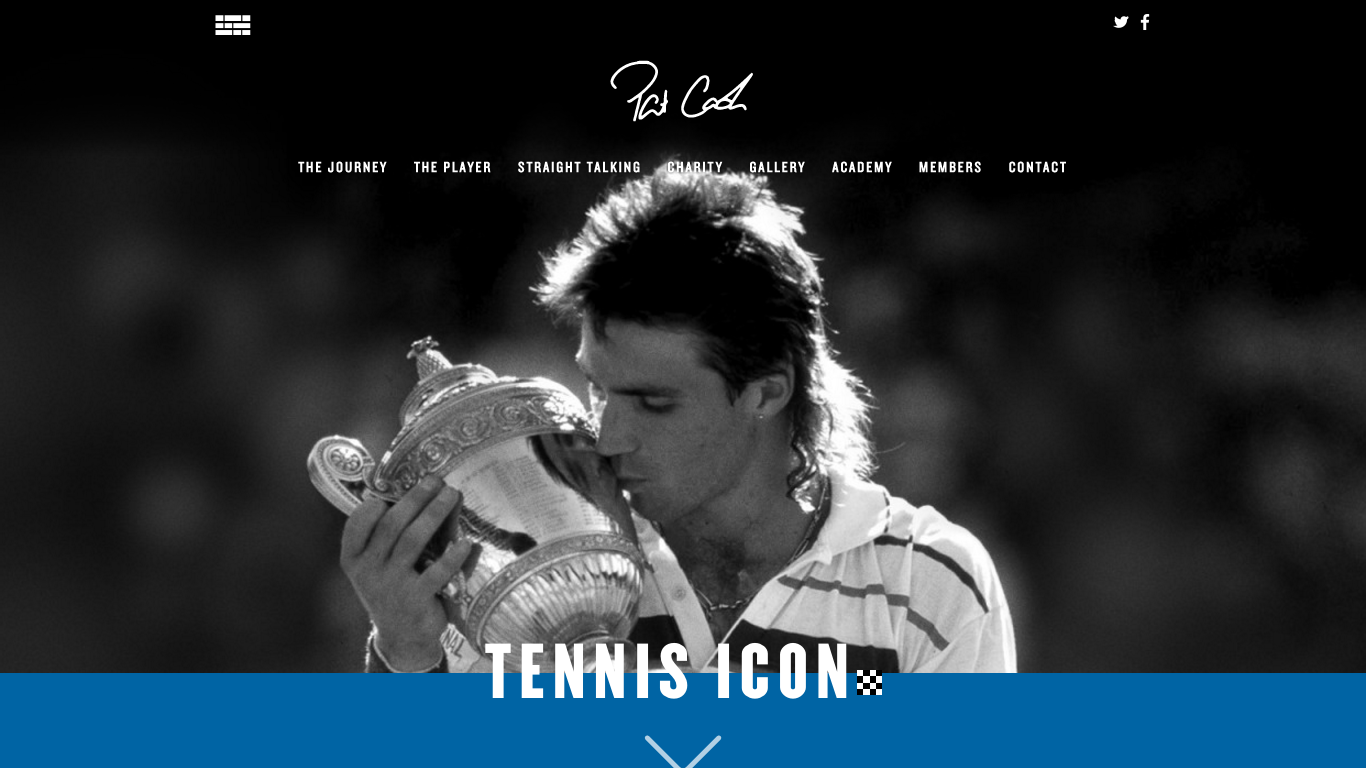 Pat Cash
THE JOURNEY THE PLAYER STRAIGHT TALKING CHARITY GALLERY ACADEMY MEMBERS CONTACT
TENNIS ICON